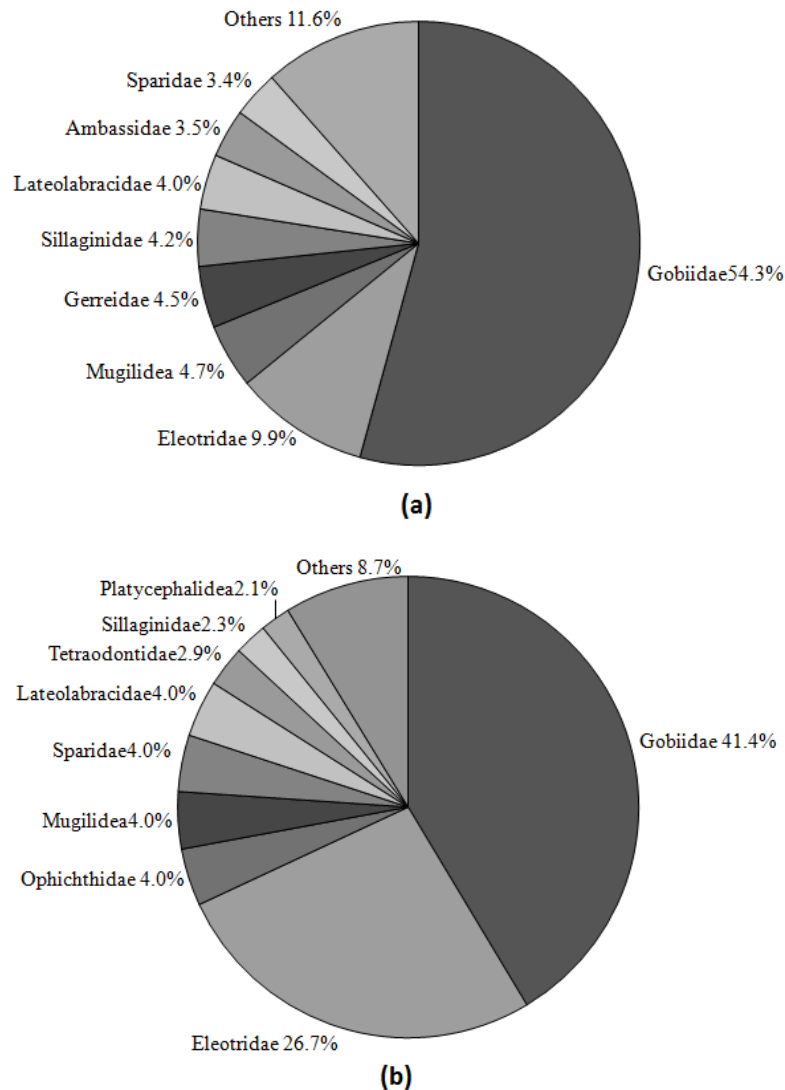 Others 11.6%
Sparidae 3.4%
Ambassidae 3.5%
Lateolabracidae 4.0%
Sillaginidae 4.2%
Gobiidae54.3%
Gerreidae 4.5%
Mugilidea 4.7%
Eleotridae 9.9%
(a)
Others 8.7%
Platycephalidea2.1%
Sillaginidae2.3%
Tetraodontidae2.9%
Lateolabracidae4.0%
Gobiidae 41.4%
Sparidae4.0%
Mugilidea4.0%
Ophichthidae 4.0%
Eleotridae 26.7%
(b)